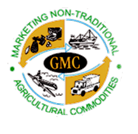 MARKETING NON-TRADITIONAL
GMC
AGRICULTURAL COMMODITIES